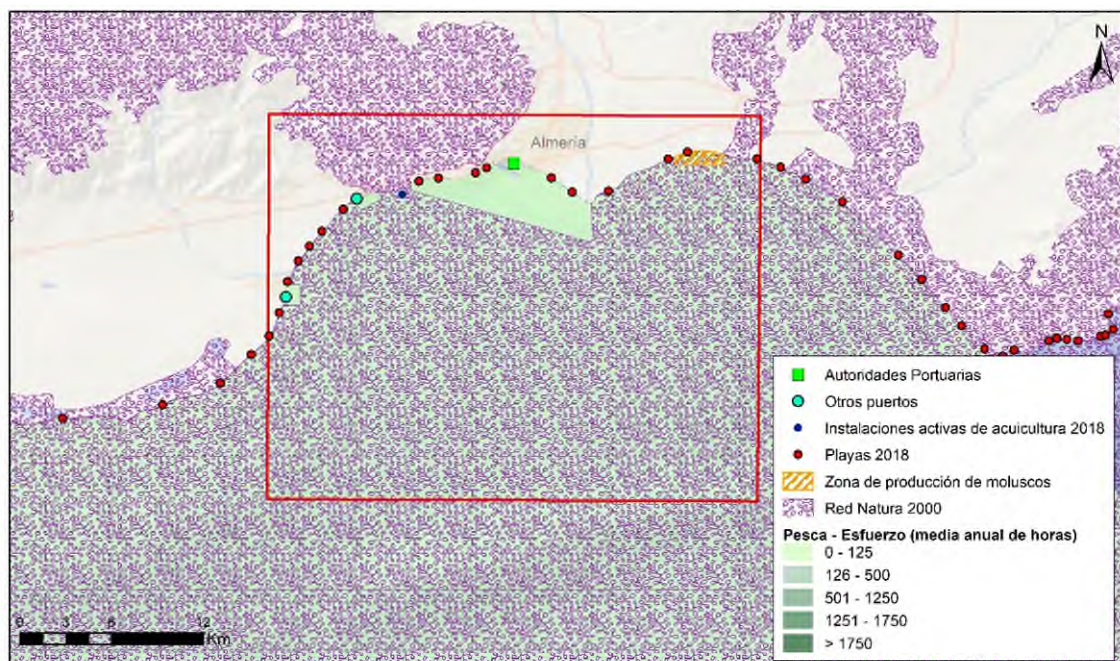 N
Almería
Autoridades Portuarias
Otros puertos
Instalaciones activas de acuicultura 2018
Playas 2018
Zona de producción de moluscos
Red Natura 2000
Pesca - Esfuerzo (media anual de horas)
0 - 125
126 - 500
501 - 1250
1251 - 1750
> 1750
0 3 6 12
Km